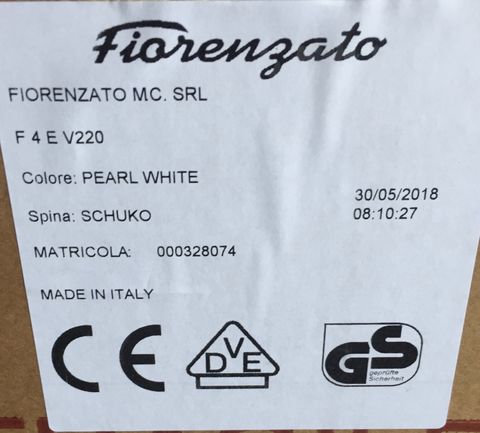 Fiorenzato
FIORENZATO M.C. SRL
F 4 E V220
Colore: PEARL WHITE
30/05/2018
Spina: SCHUKO
08:10:27
MATRICOLA: 000328074
MADE IN ITALY
CE
DVE
GS
geprüfte
Sicherheit